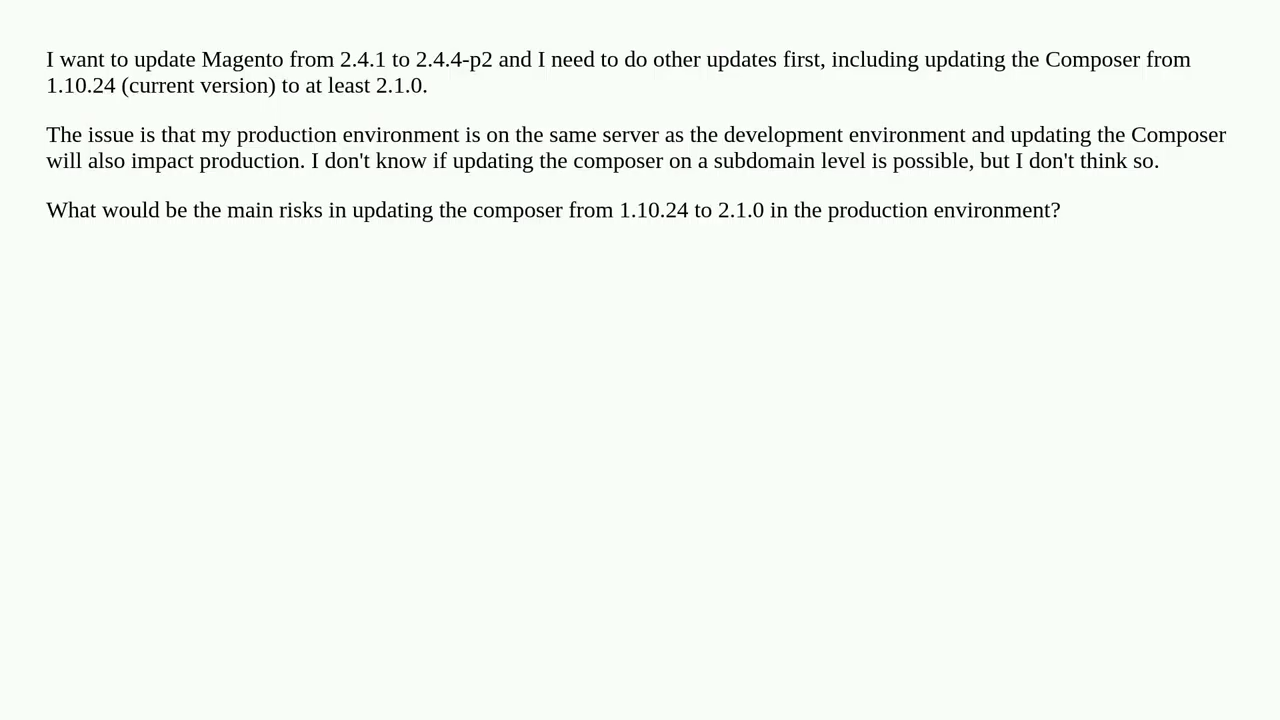 I want to update Magento from 2.4.1 to 2.4.4-p2 and I need to do other updates first, including updating the Composer from
1.10.24 (current version) to at least 2.1.0.
The issue is that my production environment is on the same server as the development environment and updating the Composer
will also impact production. I don't know if updating the composer on a subdomain level is possible, but I don't think so.
What would be the main risks in updating the composer from 1.10.24 to 2.1.0 in the production environment?